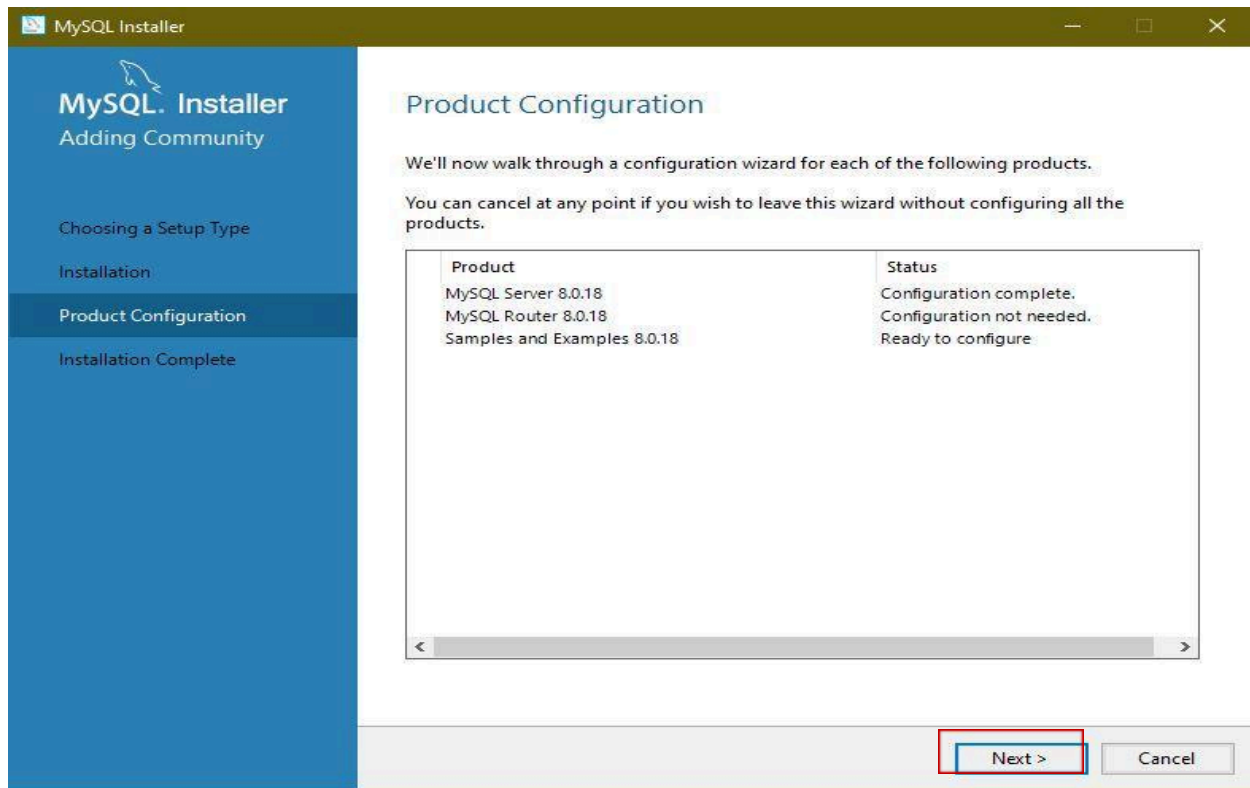 MySQL Installer
MySQL. Installer
Adding Community
Choosing a Setup Type
Installation
Product Configuration
Installation Complete
Product Configuration
We'll now walk through a configuration wizard for each of the following products.
You can cancel at any point if you wish to leave this wizard without configuring all the
products.
Product Status
MySQL Server 8.0.18 Configuration complete.
MySQL Router 8.0.18 Configuration not needed.
Samples and Examples 8.0.18 Ready to configure
Next > Cancel